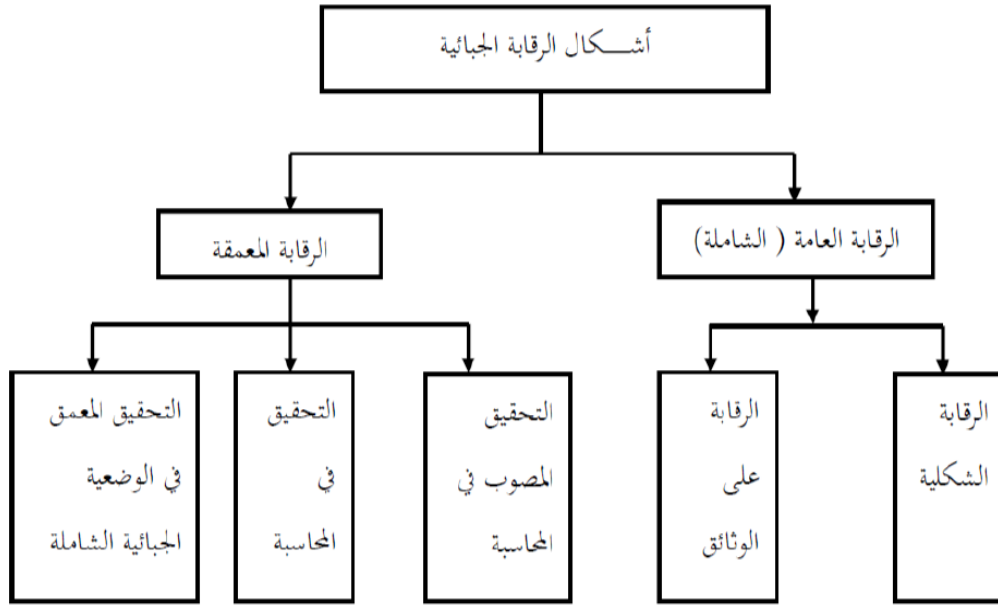 أشـــكال الرقابة الجبائية
الرقابة العامة ( الشاملة)
الرقابة المعمقة
الرقابة
الشكلية
الرقابة
على
الوثائق
التحقيق
المصوب في
المحاسبة
التحقيق
في
المحاسبة
التحقيق المعمق
في الوضعية
الجبائية الشاملة